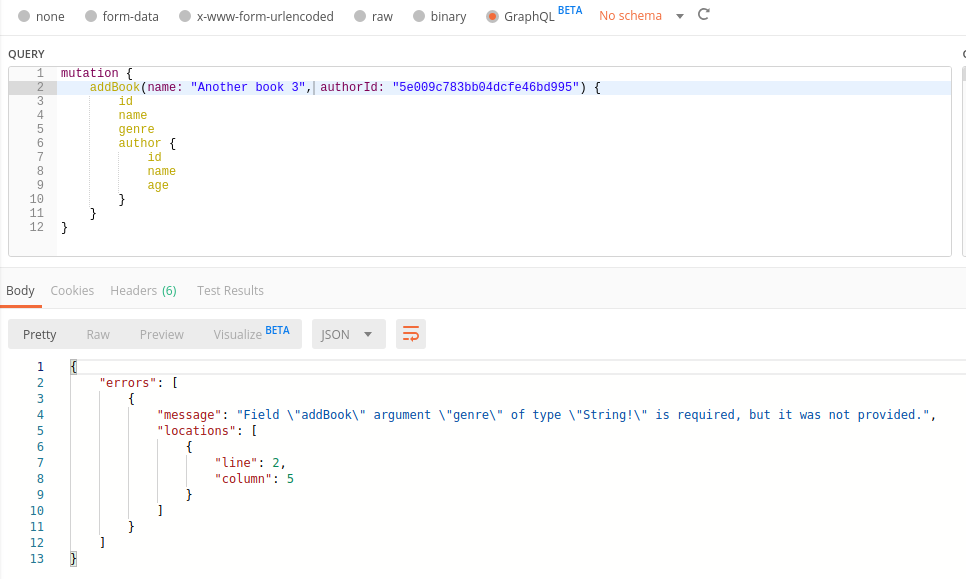 none form-data x-www-form-urlencoded raw binary GraphQL BETA No schema
QUERY
1 mutation {
2 addBook(name: "Another book 3", authorId: "5e009c783bb04dcfe46bd995") {
3 id
4 name
5 genre
6 author {
7 id
8 name
9 age
10 }
11 }
12 }
Body Cookies Headers (6) Test Results
Pretty Raw Preview Visualize BETA JSON
1 {
2 "errors": [
3 {
4 "message": "Field \"addBook\" argument \"genre\" of type \"String!\" is required, but it was not provided.",
5 "locations": [
6 {
7 "line": 2,
8 "column": 5
9 }
10 ]
11 }
12 ]
13 }